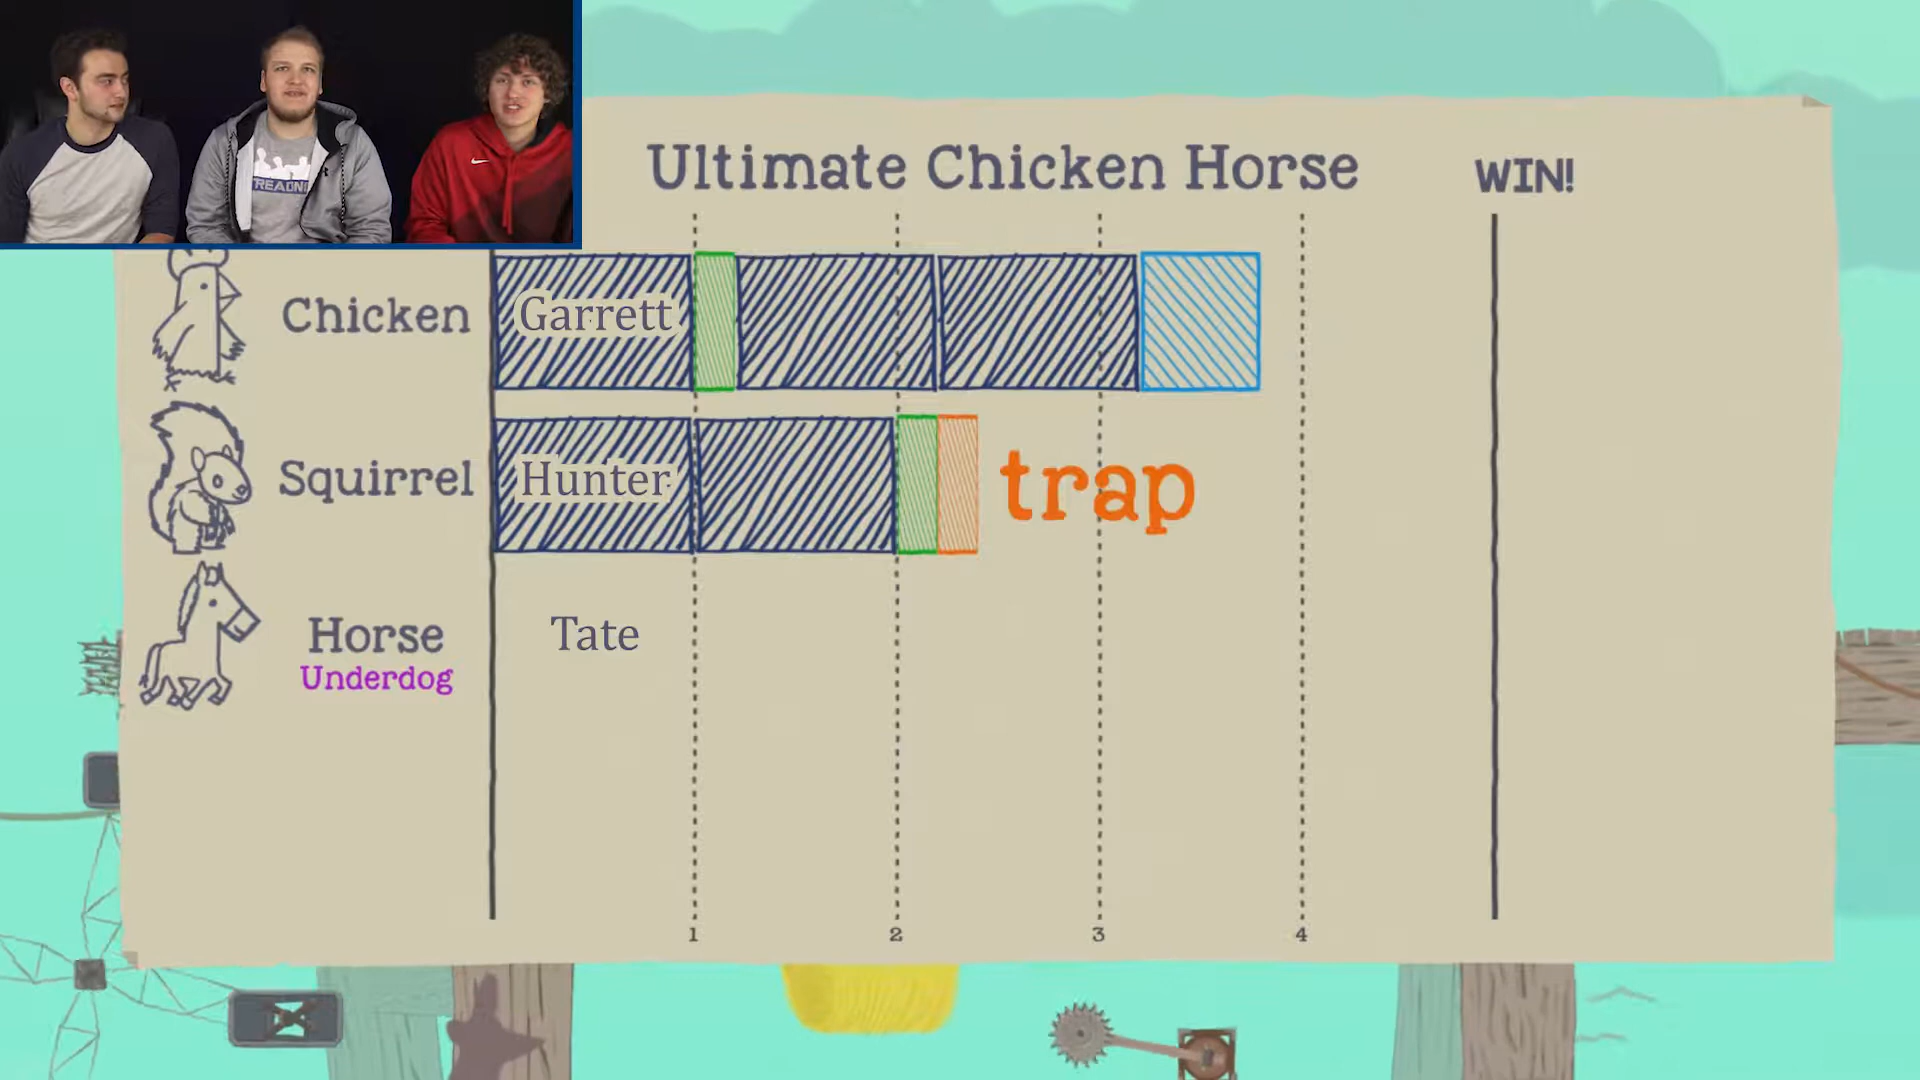 Ultimate Chicken Horse
WIN!
Chicken
Garrett
Squirrel
Hunter
trap
Horse
Tate
Underdog
1
2
3
4